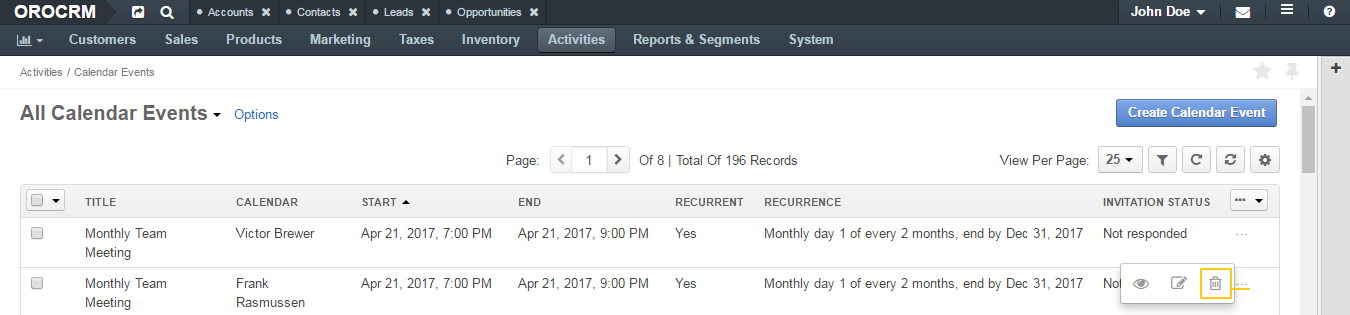 OROCRM Accounts × Contacts × Leads × Opportunities × John Doe
Customers Sales Products Marketing Taxes Inventory Activities Reports & Segments System
Activities / Calendar Events
All Calendar Events Options Create Calendar Event
Page: 1 Of 8 | Total Of 196 Records View Per Page: 25
TITLE CALENDAR START END RECURRENT RECURRENCE INVITATION STATUS
Monthly Team Victor Brewer Apr 21, 2017, 7:00 PM Apr 21, 2017, 9:00 PM Yes Monthly day 1 of every 2 months, end by Dec 31, 2017 Not responded ...
Meeting
Monthly Team Frank Apr 21, 2017, 7:00 PM Apr 21, 2017, 9:00 PM Yes Monthly day 1 of every 2 months, end by Dec 31, 2017 ...
Meeting Rasmussen